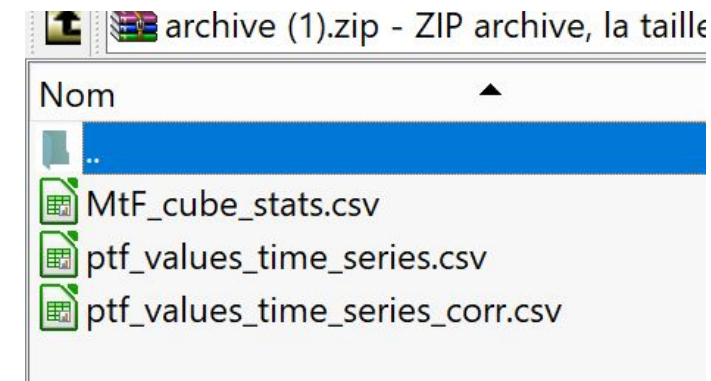 archive (1).zip - ZIP archive, la taille
Nom
..
MtF_cube_stats.csv
ptf_values_time_series.csv
ptf_values_time_series_corr.csv